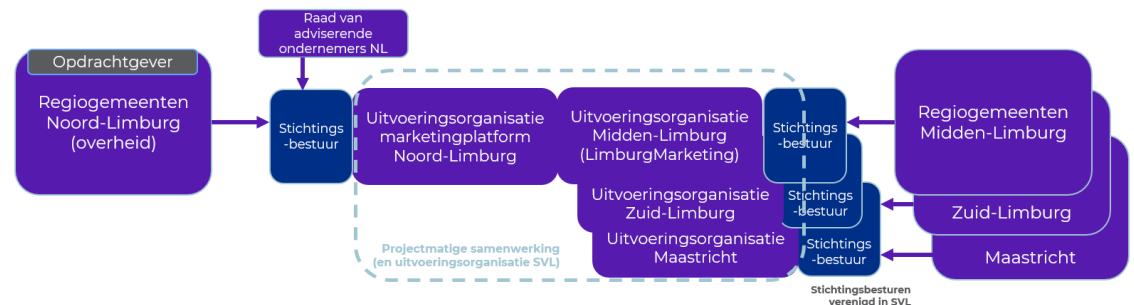 Raad van
adviserende
ondernemers NL
Opdrachtgever
Regiogemeenten
Noord-Limburg
(overheid)
Stichtings
-bestuur
Uitvoeringsorganisatie
marketingplatform
Noord-Limburg
Uitvoeringsorganisatie
Midden-Limburg
(LimburgMarketing)
Stichtings
-bestuur
Regiogemeenten
Midden-Limburg
Uitvoeringsorganisatie
Zuid-Limburg
Stichtings
-bestuur
Zuid-Limburg
Uitvoeringsorganisatie
Maastricht
Stichtings
-bestuur
Maastricht
Projectmatige samenwerking
(en uitvoeringsorganisatie SVL)
Stichtingsbesturen
verenigd in SVL